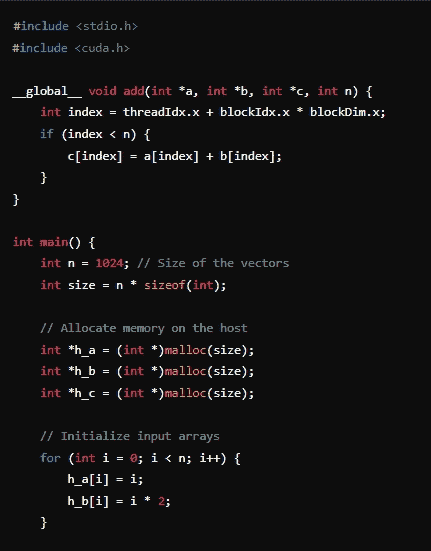 #include <stdio.h>
#include <cuda.h>

__global__ void add(int *a, int *b, int *c, int n) {
    int index = threadIdx.x + blockIdx.x * blockDim.x;
    if (index < n) {
        c[index] = a[index] + b[index];
    }
}

int main() {
    int n = 1024; // Size of the vectors
    int size = n * sizeof(int);

    // Allocate memory on the host
    int *h_a = (int *)malloc(size);
    int *h_b = (int *)malloc(size);
    int *h_c = (int *)malloc(size);

    // Initialize input arrays
    for (int i = 0; i < n; i++) {
        h_a[i] = i;
        h_b[i] = i * 2;
    }